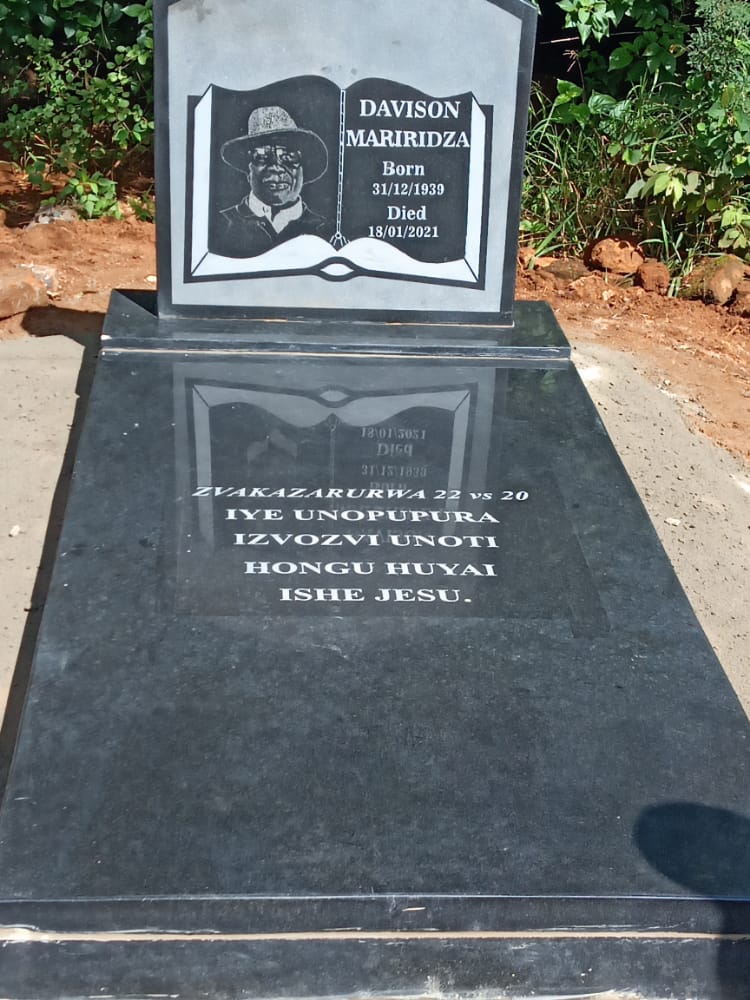 DAVISON
MARIRIDZA
Born
31/12/1939
Died
18/01/2021
ZVAKAZARURWA 22 vs 20
IYE UNOPUPURA
IZVOZVI UNOTI
HONGU HUYAI
ISHE JESU.